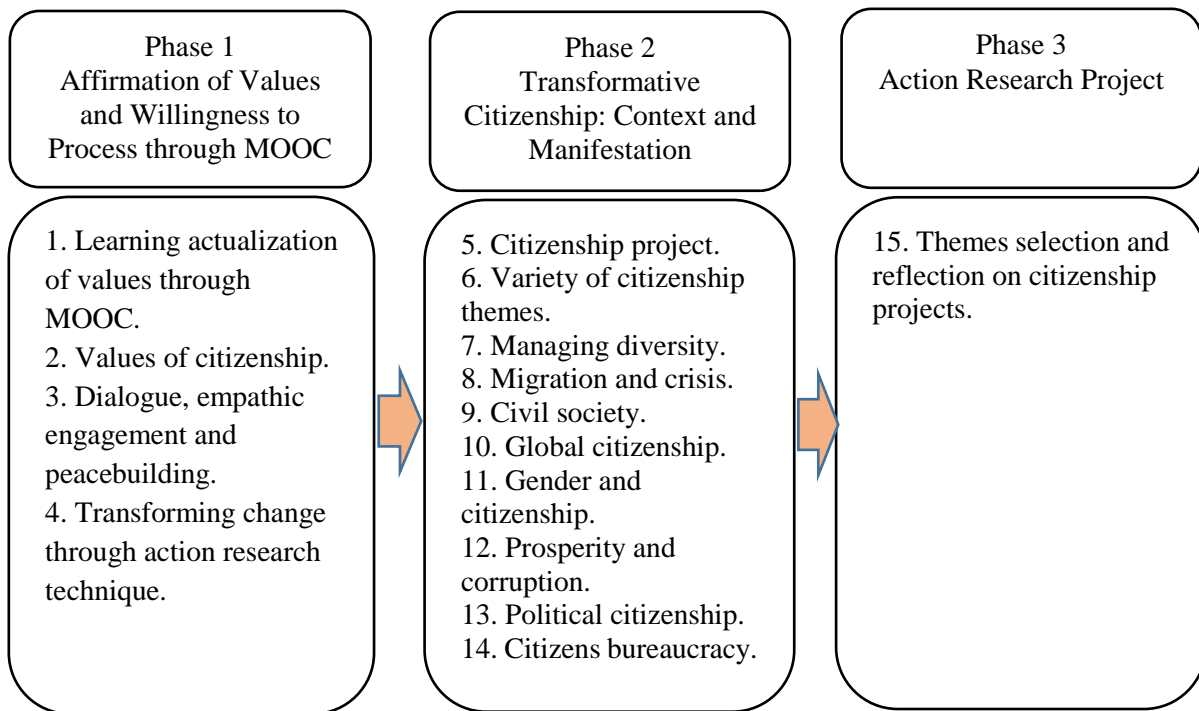 Phase 1
Affirmation of Values
and Willingness to
Process through MOOC
Phase 2
Transformative
Citizenship: Context and
Manifestation
Phase 3
Action Research Project
1. Learning actualization
of values through
MOOC.
2. Values of citizenship.
3. Dialogue, empathic
engagement and
peacebuilding.
4. Transforming change
through action research
technique.
5. Citizenship project.
6. Variety of citizenship
themes.
7. Managing diversity.
8. Migration and crisis.
9. Civil society.
10. Global citizenship.
11. Gender and
citizenship.
12. Prosperity and
corruption.
13. Political citizenship.
14. Citizens bureaucracy.
15. Themes selection and
reflection on citizenship
projects.